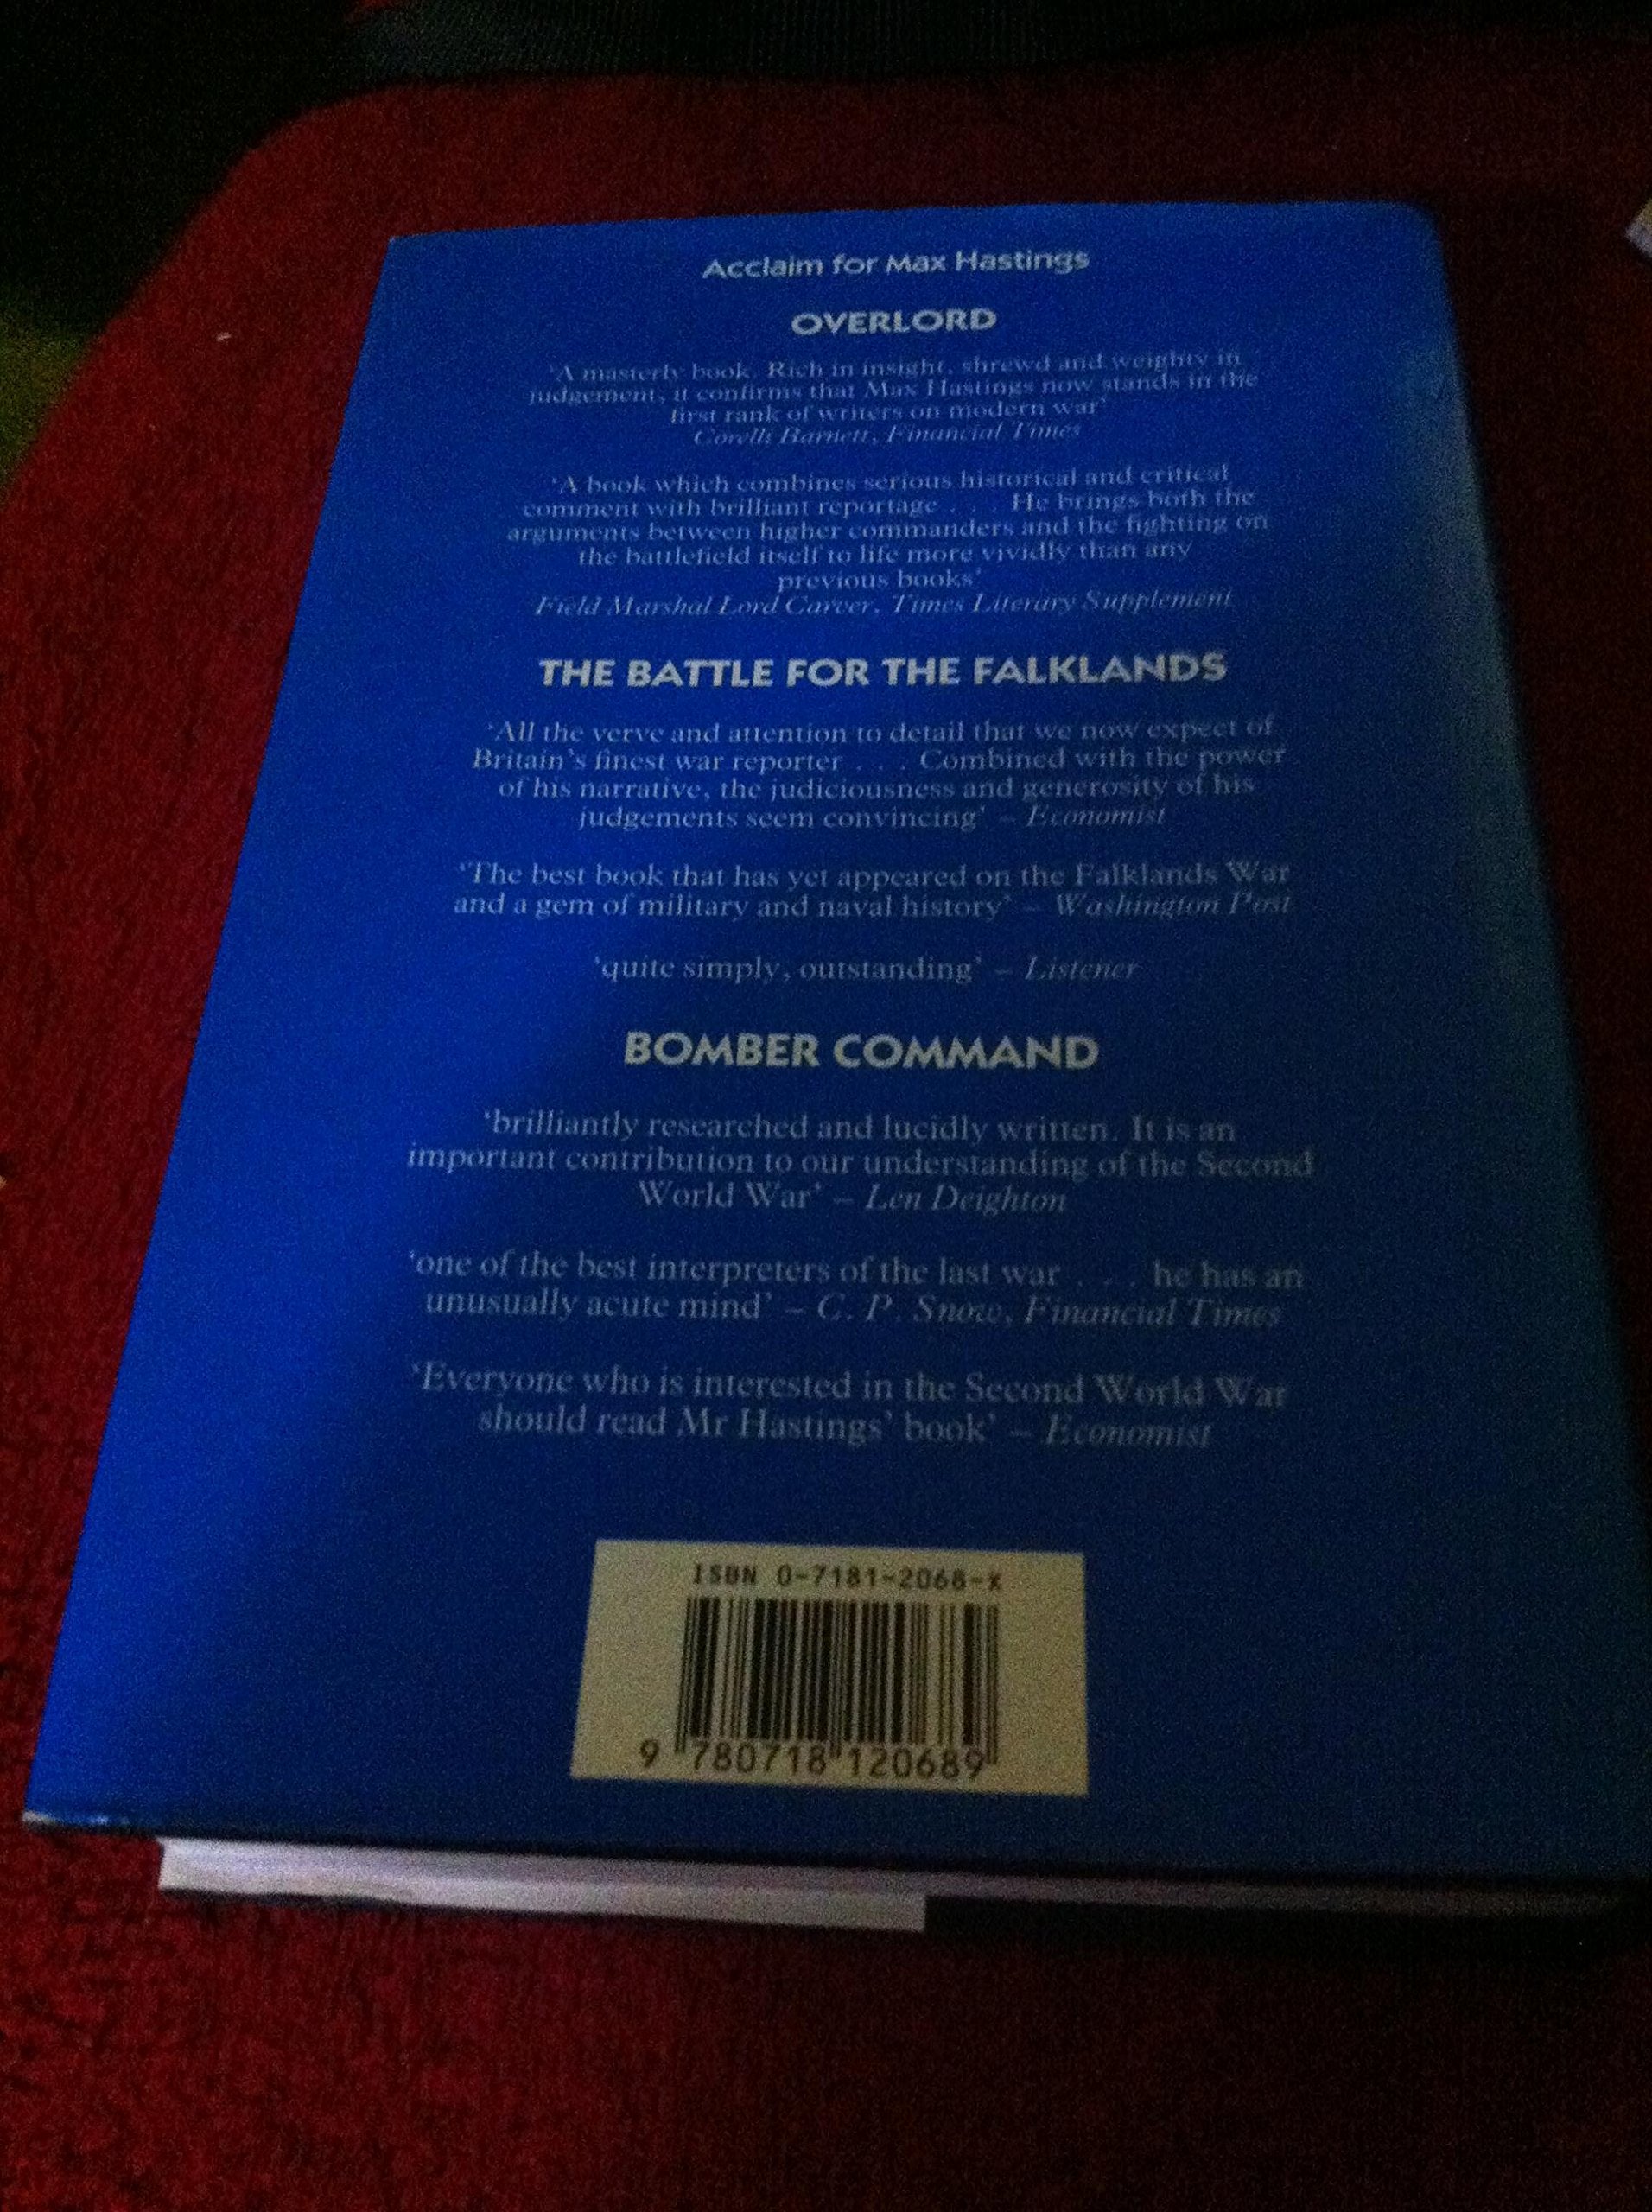 Acclaim for Max Hastings
OVERLORD
'A masterly book. Rich in insight, shrewd and weighty in
judgement, it confirms that Max Hastings now stands in the
first rank of writers on modern war'
Corelli Barnett, Financial Times
'A book which combines serious historical and critical
comment with brilliant reportage . . . He brings both the
arguments between higher commanders and the fighting on
the battlefield itself to life more vividly than any
previous books'
Field Marshal Lord Carver, Times Literary Supplement
THE BATTLE FOR THE FALKLANDS
'All the verve and attention to detail that we now expect of
Britain's finest war reporter . . . Combined with the power
of his narrative, the judiciousness and generosity of his
judgements seem convincing' – Economist
'The best book that has yet appeared on the Falklands War
and a gem of military and naval history' – Washington Post
'quite simply, outstanding' – Listener
BOMBER COMMAND
'brilliantly researched and lucidly written. It is an
important contribution to our understanding of the Second
World War' – Len Deighton
'one of the best interpreters of the last war . . . he has an
unusually acute mind' – C. P. Snow, Financial Times
'Everyone who is interested in the Second World War
should read Mr Hastings' book' – Economist
ISBN 0-7181-2068-X
9 780718 120689